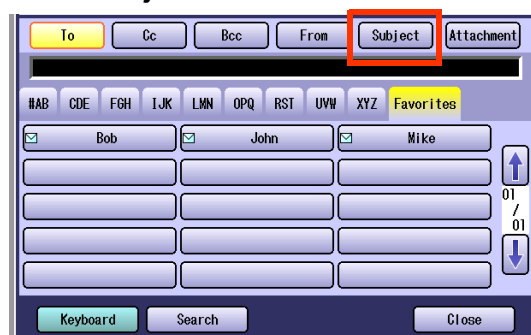 To Cc Bcc From Subject Attachment
#AB CDE FGH IJK LMN OPQ RST UVW XYZ Favorites
Bob John Mike
01
/
01
Keyboard Search Close